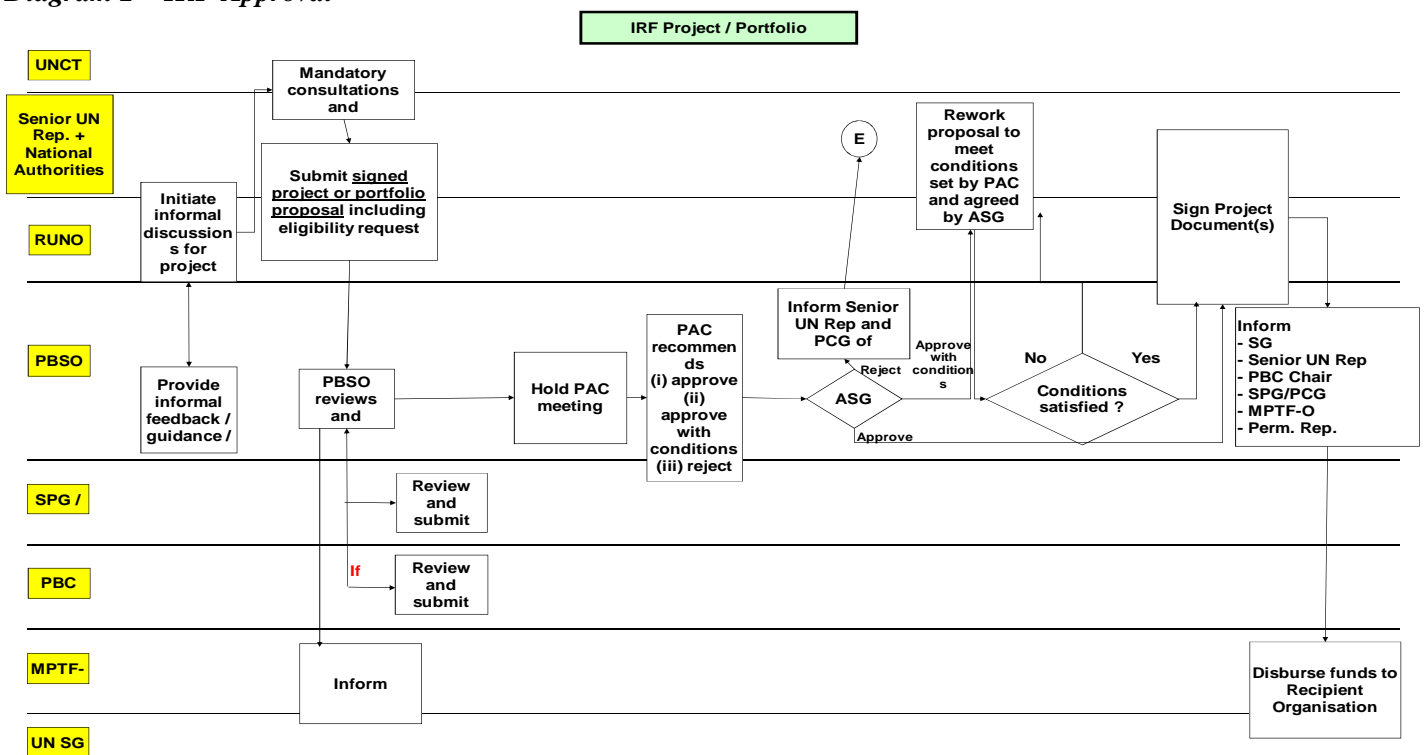 IRF Project / Portfolio
UNCT
Mandatory
consultations
and
Senior UN
Rep. +
National
Authorities
Submit signed
project or portfolio
proposal including
eligibility request
E
Rework
proposal to
meet
conditions
set by PAC
and agreed
by ASG
Sign Project
Document(s)
RUNO
Initiate
informal
discussion
s for
project
PBSO
Provide
informal
feedback /
guidance /
PBSO
reviews
and
Hold PAC
meeting
PAC
recommen
ds
(i) approve
(ii)
approve
with
conditions
(iii) reject
Inform Senior
UN Rep and
PCG of
Reject
ASG
Approve
Approve
with
condition
s
No
Yes
Conditions
satisfied ?
Inform
- SG
- Senior UN Rep
- PBC Chair
- SPG/PCG
- MPTF-O
- Perm. Rep.
SPG /
Review
and
submit
PBC
If
Review
and
submit
MPTF-
Inform
Disburse funds to
Recipient
Organisation
UN SG